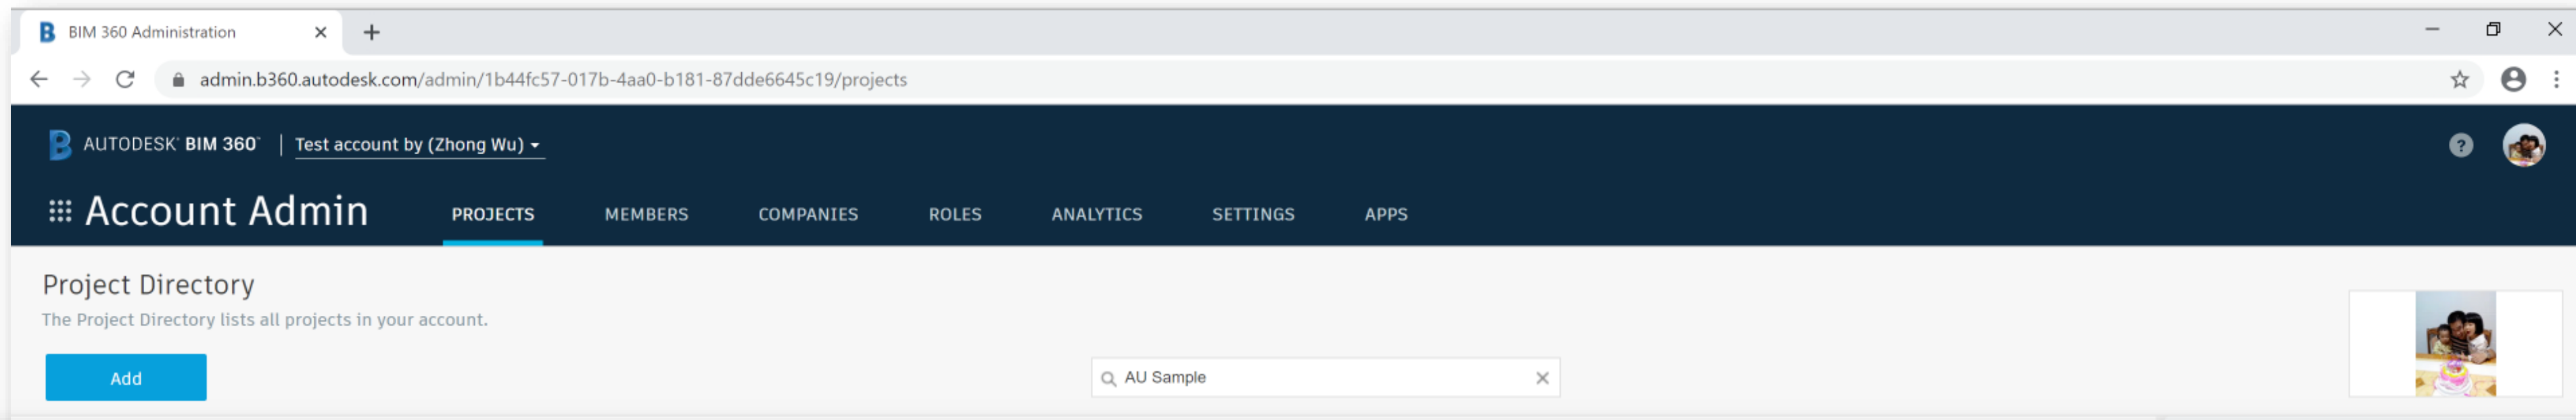 BIM 360 Administration
admin.b360.autodesk.com/admin/1b44fc57-017b-4aa0-b181-87dde6645c19/projects
AUTODESK® BIM 360™ | Test account by (Zhong Wu)
?
Account Admin PROJECTS MEMBERS COMPANIES ROLES ANALYTICS SETTINGS APPS
Project Directory
The Project Directory lists all projects in your account.
Add
AU Sample